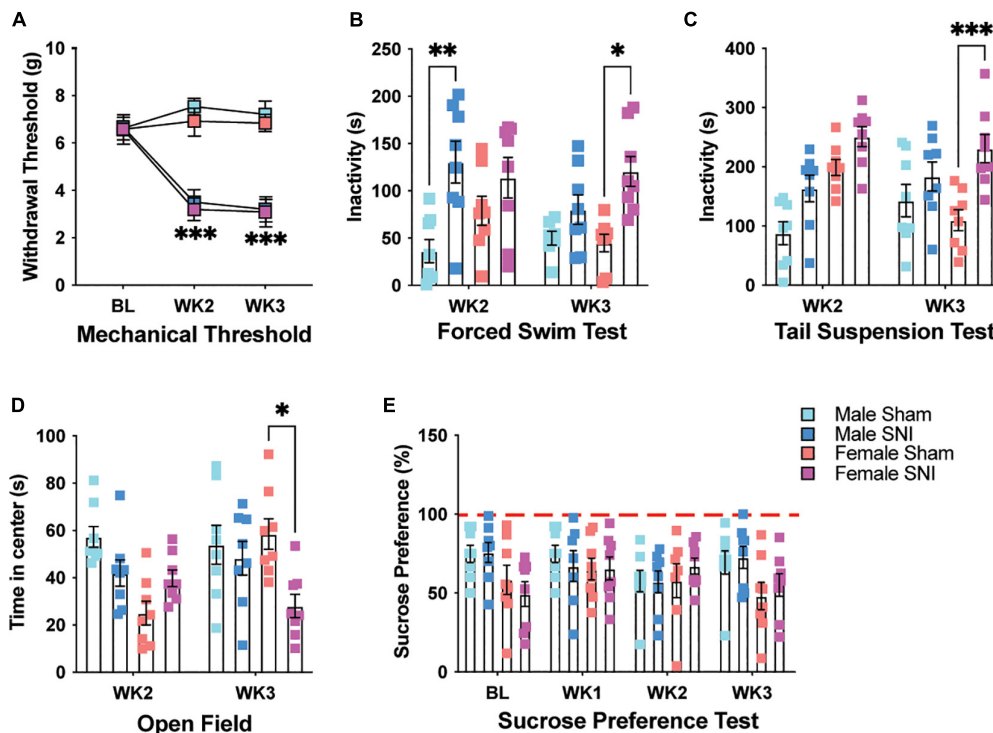 A
Withdrawal Threshold (g)
10
8
6
4
2
0
***
***
BL WK2 WK3
Mechanical Threshold
B
Inactivity (s)
250
200
150
100
50
0
**
*
WK2 WK3
Forced Swim Test
C
Inactivity (s)
400
300
200
100
0
***
WK2 WK3
Tail Suspension Test
D
Time in center (s)
100
80
60
40
20
0
*
WK2 WK3
Open Field
E
Sucrose Preference (%)
150
100
50
0
BL WK1 WK2 WK3
Sucrose Preference Test
Male Sham
Male SNI
Female Sham
Female SNI